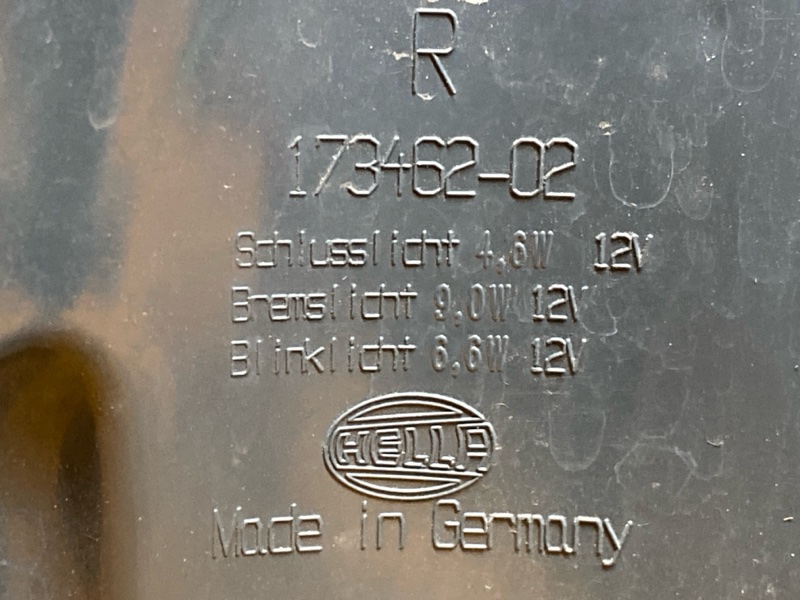 R
173462-02
Schlusslicht 4,6W 12V
Bremslicht 9,0W 12V
Blinklicht 6,6W 12V
HELLA
Made in Germany